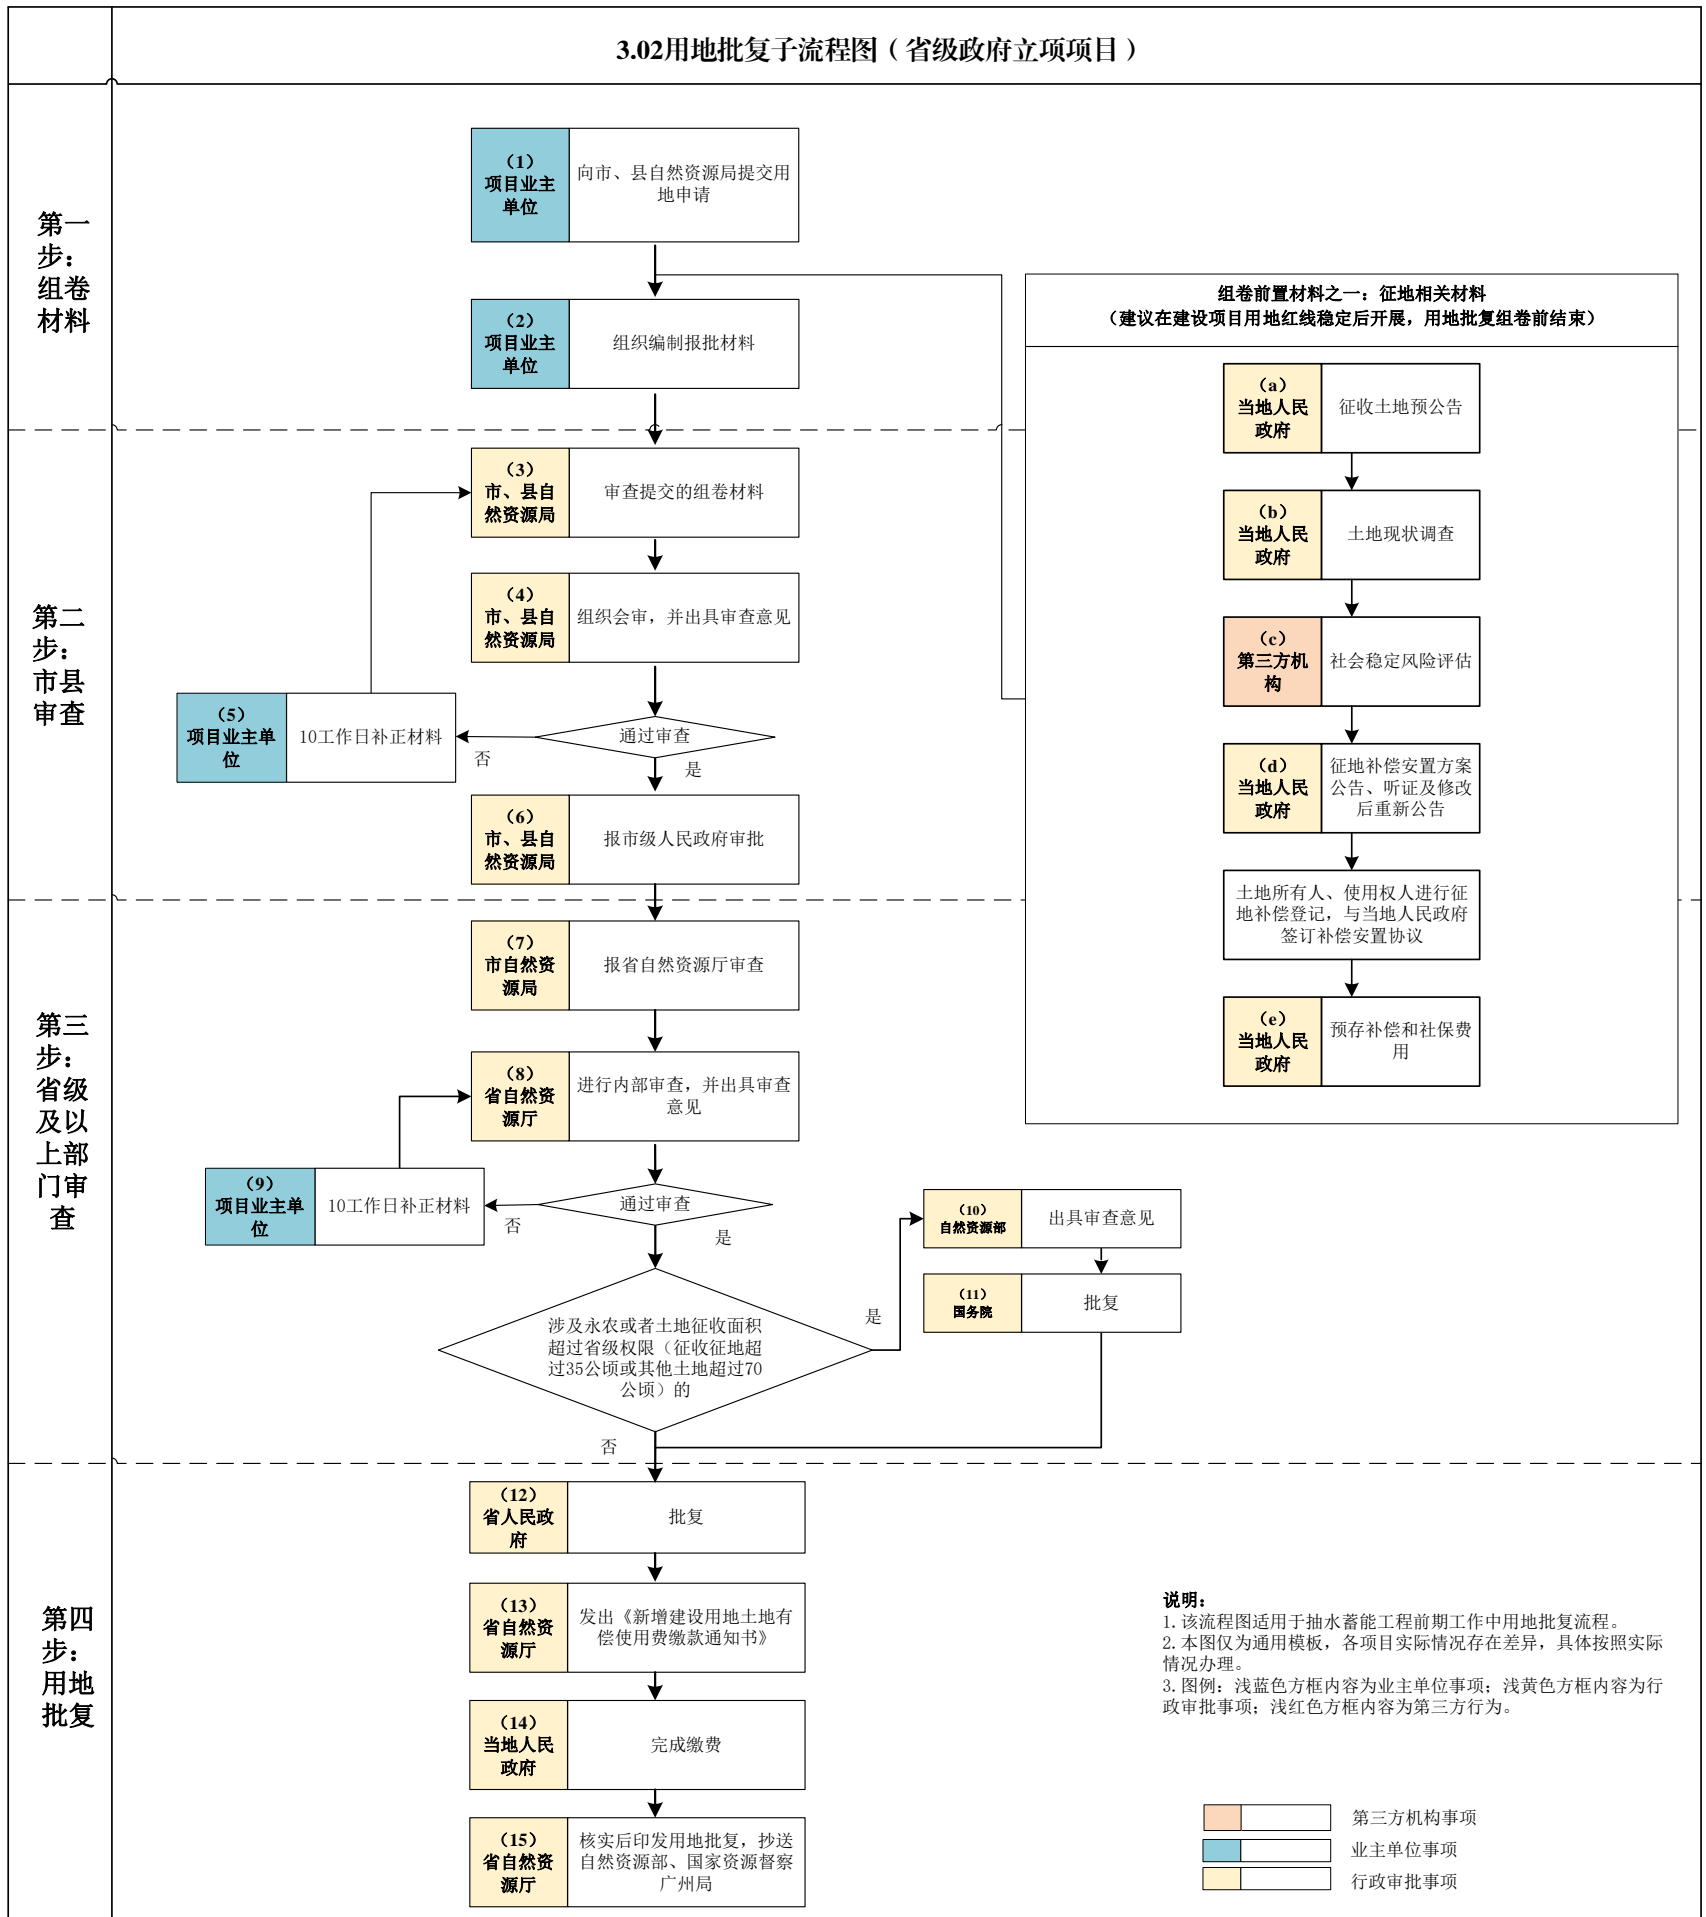 3.02用地批复子流程图（省级政府立项项目）
第一
步：
组卷
材料
（1）
项目业主
单位
向市、县自然资源局提交用
地申请
（2）
项目业主
单位
组织编制报批材料
组卷前置材料之一：征地相关材料
（建议在建设项目用地红线稳定后开展，用地批复组卷前结束）
（a）
当地人民
政府
征收土地预公告
（b）
当地人民
政府
土地现状调查
（c）
第三方机
构
社会稳定风险评估
（d）
当地人民
政府
征地补偿安置方案
公告、听证及修改
后重新公告
土地所有人、使用权人进行征
地补偿登记，与当地人民政府
签订补偿安置协议
（e）
当地人民
政府
预存补偿和社保费
用
第二
步：
市县
审查
（3）
市、县自
然资源局
审查提交的组卷材料
（4）
市、县自
然资源局
组织会审，并出具审查意见
通过审查
否
是
（5）
项目业主单
位
10工作日补正材料
（6）
市、县自
然资源局
报市级人民政府审批
第三
步：
省级
及以
上部
门审
查
（7）
市自然资
源局
报省自然资源厅审查
（8）
省自然资
源厅
进行内部审查，并出具审查
意见
通过审查
否
是
（9）
项目业主单
位
10工作日补正材料
涉及永农或者土地征收面积
超过省级权限（征收征地超
过35公顷或其他土地超过70
公顷）的
是
否
（10）
自然资源部
出具审查意见
（11）
国务院
批复
第四
步：
用地
批复
（12）
省人民政
府
批复
（13）
省自然资
源厅
发出《新增建设用地土地有
偿使用费缴款通知书》
（14）
当地人民
政府
完成缴费
（15）
省自然资
源厅
核实后印发用地批复，抄送
自然资源部、国家资源督察
广州局
说明：
1.该流程图适用于抽水蓄能工程前期工作中用地批复流程。
2.本图仅为通用模板，各项目实际情况存在差异，具体按照实际
情况办理。
3.图例：浅蓝色方框内容为业主单位事项；浅黄色方框内容为行
政审批事项；浅红色方框内容为第三方行为。
第三方机构事项
业主单位事项
行政审批事项